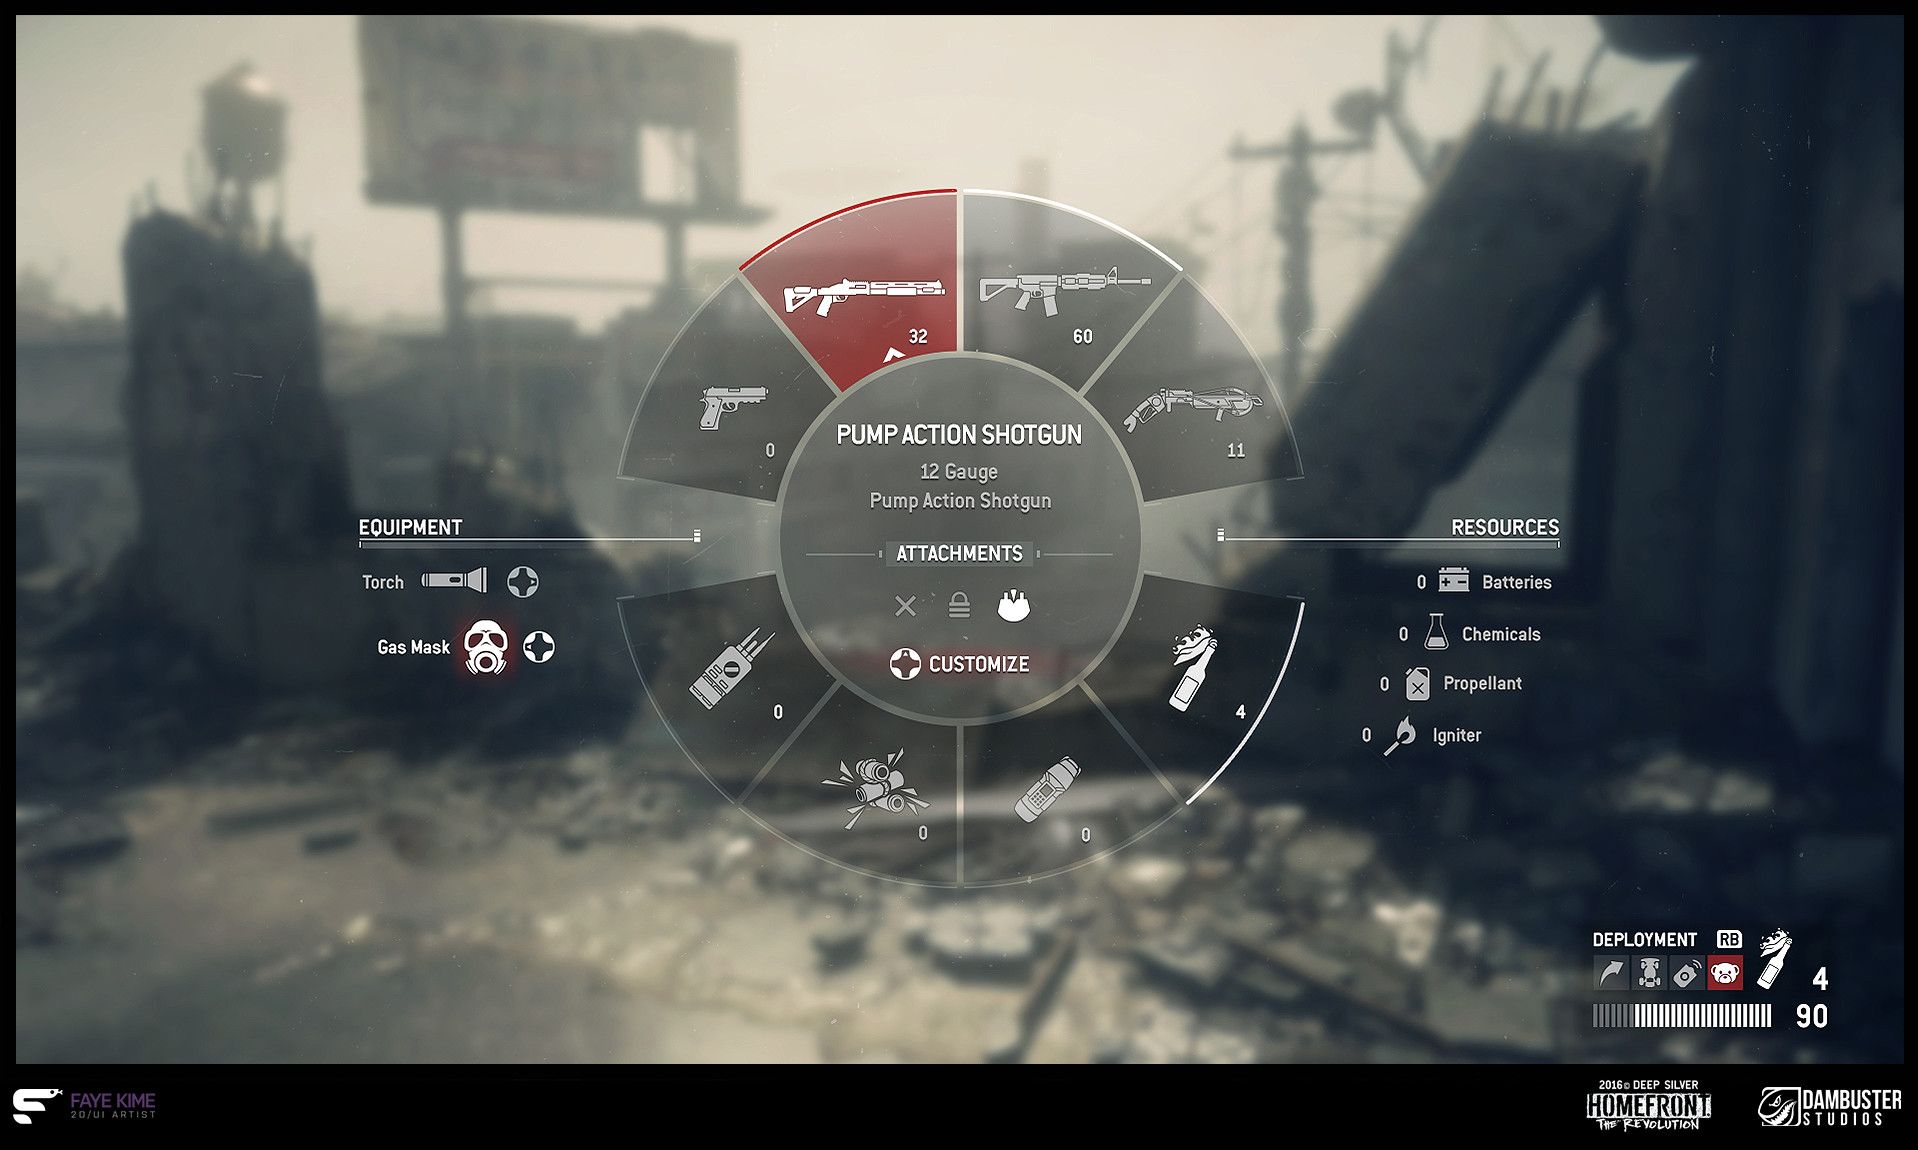 32
60
0
11
PUMP ACTION SHOTGUN
12 Gauge
Pump Action Shotgun
ATTACHMENTS
CUSTOMIZE
EQUIPMENT
Torch
Gas Mask
RESOURCES
0 Batteries
0 Chemicals
0 Propellant
0 Igniter
0
4
0
0
DEPLOYMENT RB
4
90
FAYE KIME
2D/UI ARTIST
2016© DEEP SILVER
HOMEFRONT
THE REVOLUTION
DAMBUSTER
STUDIOS